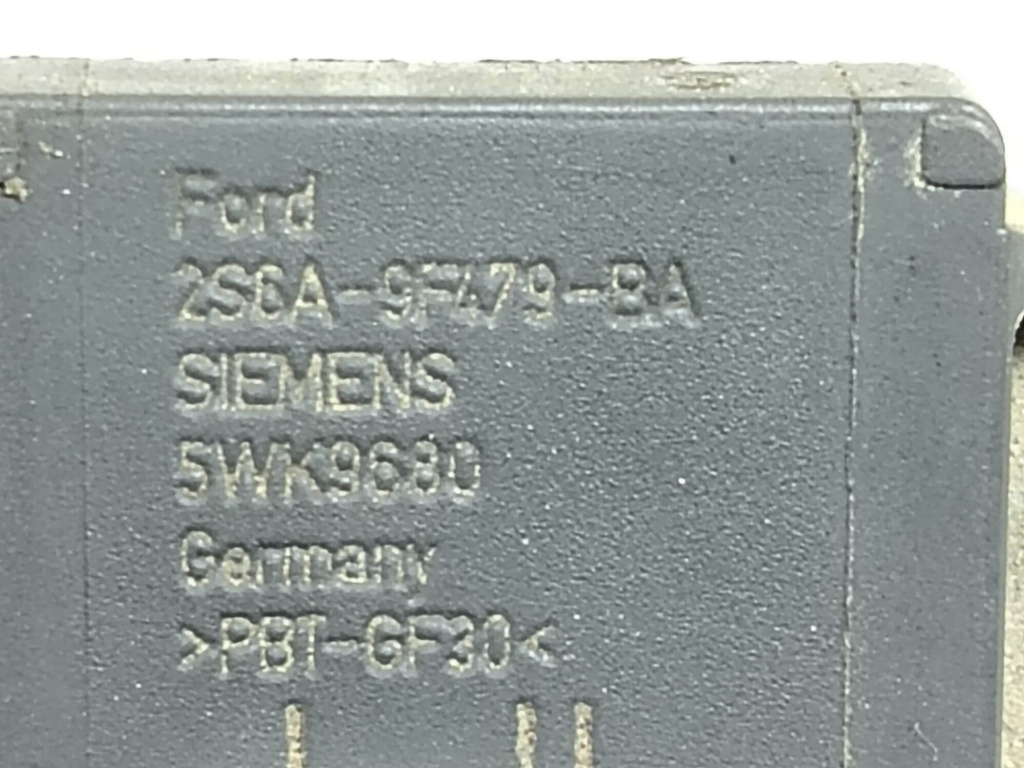 Ford
2S6A-9F479-BA
SIEMENS
5WK9680
Germany
>PBT-GF30<